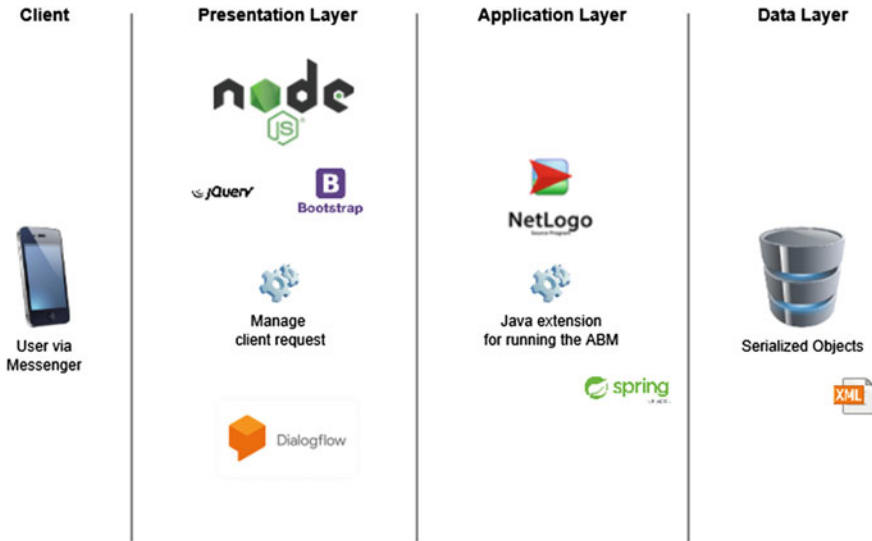 Client
Presentation Layer
Application Layer
Data Layer
node
JS
jQuery
B
Bootstrap
NetLogo
User via
Messenger
Manage
client request
Java extension
for running the ABM
Serialized Objects
spring
XML
Dialogflow